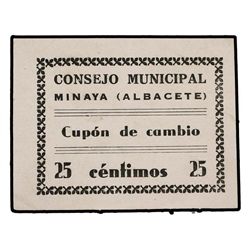 CONSEJO MUNICIPAL
MINAYA (ALBACETE)
Cupón de cambio
25 céntimos 25